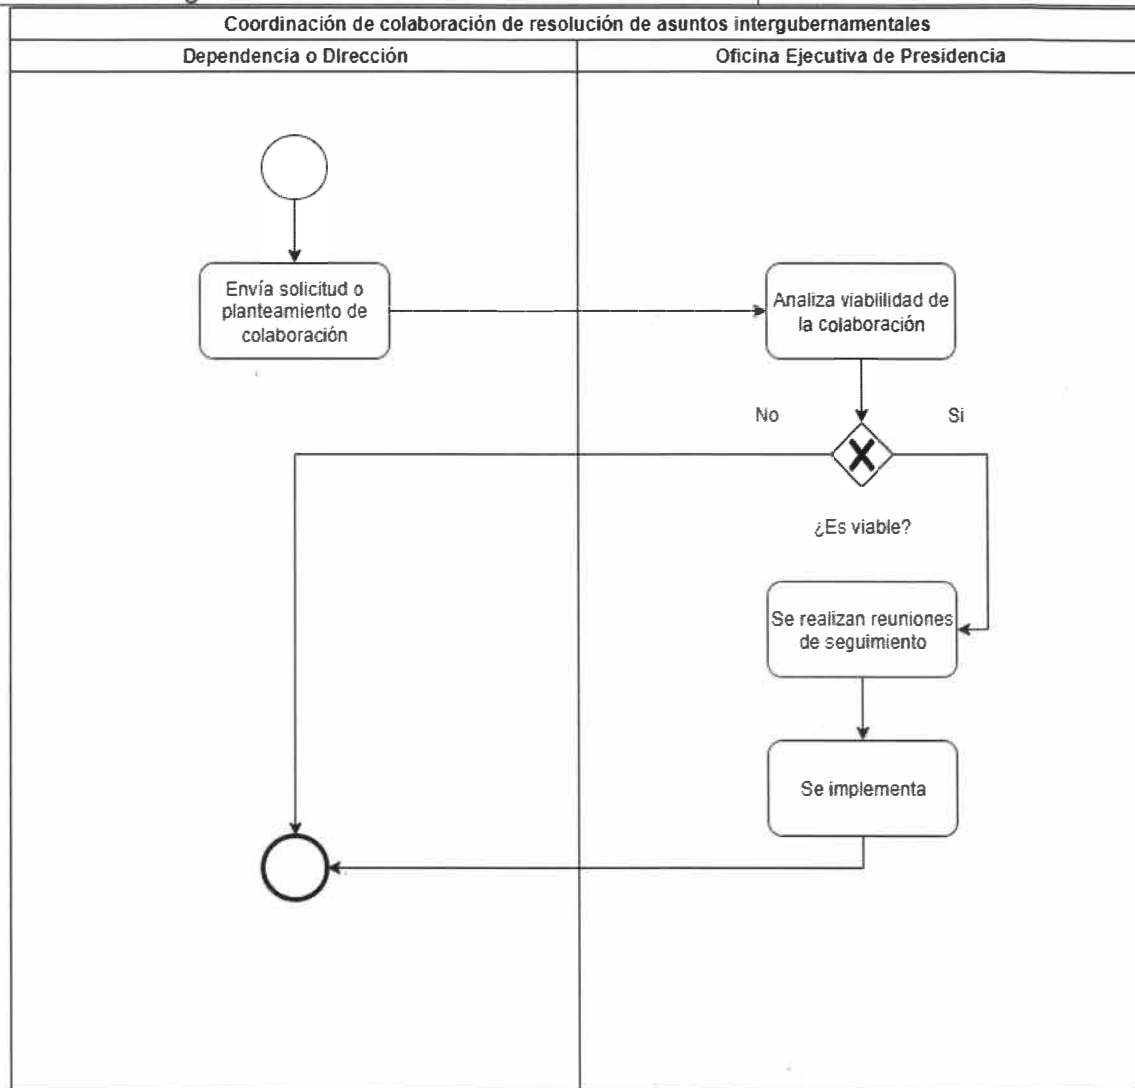 Coordinación de colaboración de resolución de asuntos intergubernamentales
Dependencia o Dirección
Oficina Ejecutiva de Presidencia
Envía solicitud o
planteamiento de
colaboración
Analiza viabilidad de
la colaboración
No
Si
¿Es viable?
Se realizan reuniones
de seguimiento
Se implementa